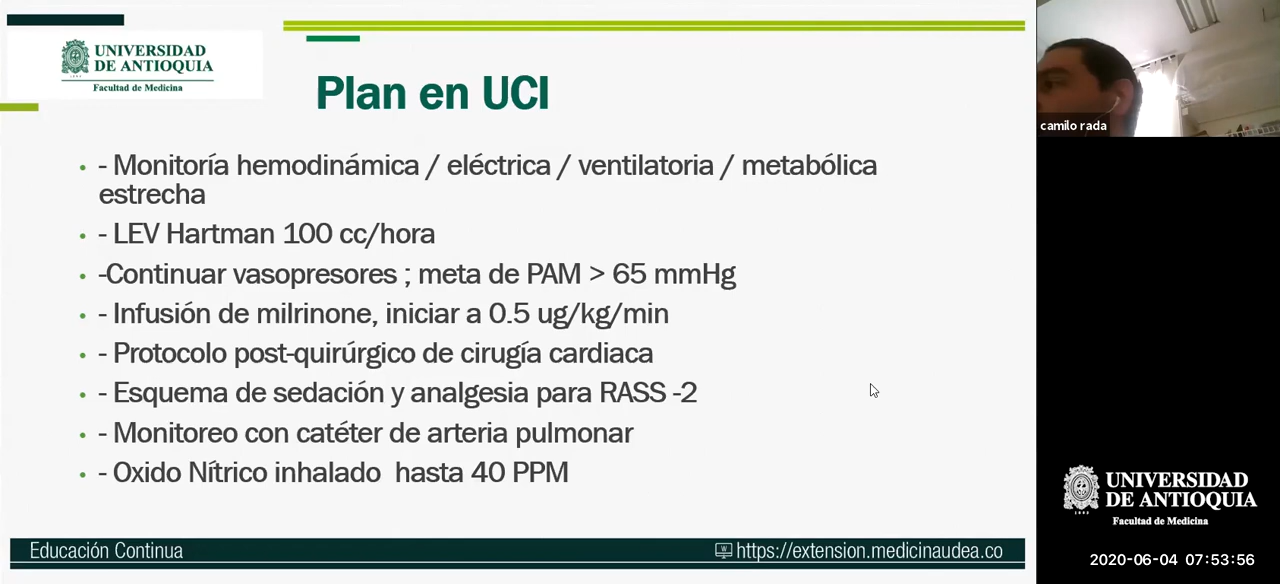 UNIVERSIDAD
DE ANTIOQUIA
1803
Facultad de Medicina
Plan en UCI
- Monitoría hemodinámica / eléctrica / ventilatoria / metabólica
estrecha
- LEV Hartman 100 cc/hora
-Continuar vasopresores ; meta de PAM > 65 mmHg
- Infusión de milrinone, iniciar a 0.5 ug/kg/min
- Protocolo post-quirúrgico de cirugía cardiaca
- Esquema de sedación y analgesia para RASS -2
- Monitoreo con catéter de arteria pulmonar
- Oxido Nítrico inhalado  hasta 40 PPM
Educación Continua
https://extension.medicinaudea.co
camilo rada
UNIVERSIDAD
DE ANTIOQUIA
1803
Facultad de Medicina
2020-06-04 07:53:56